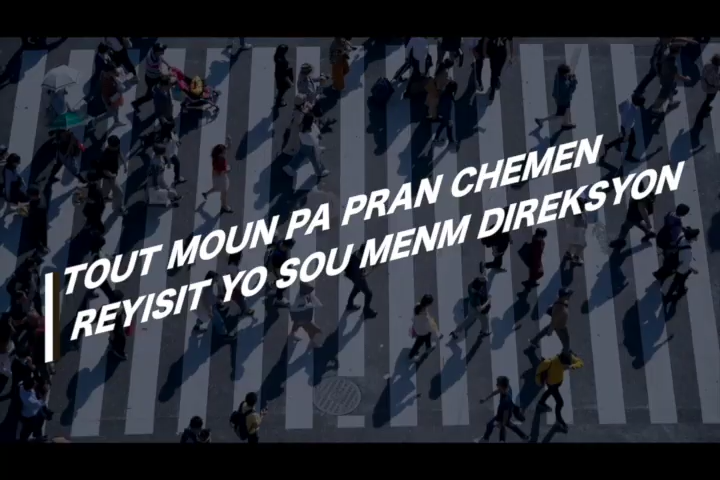 TOUT MOUN PA PRAN CHEMEN
REYISIT YO SOU MENM DIREKSYON